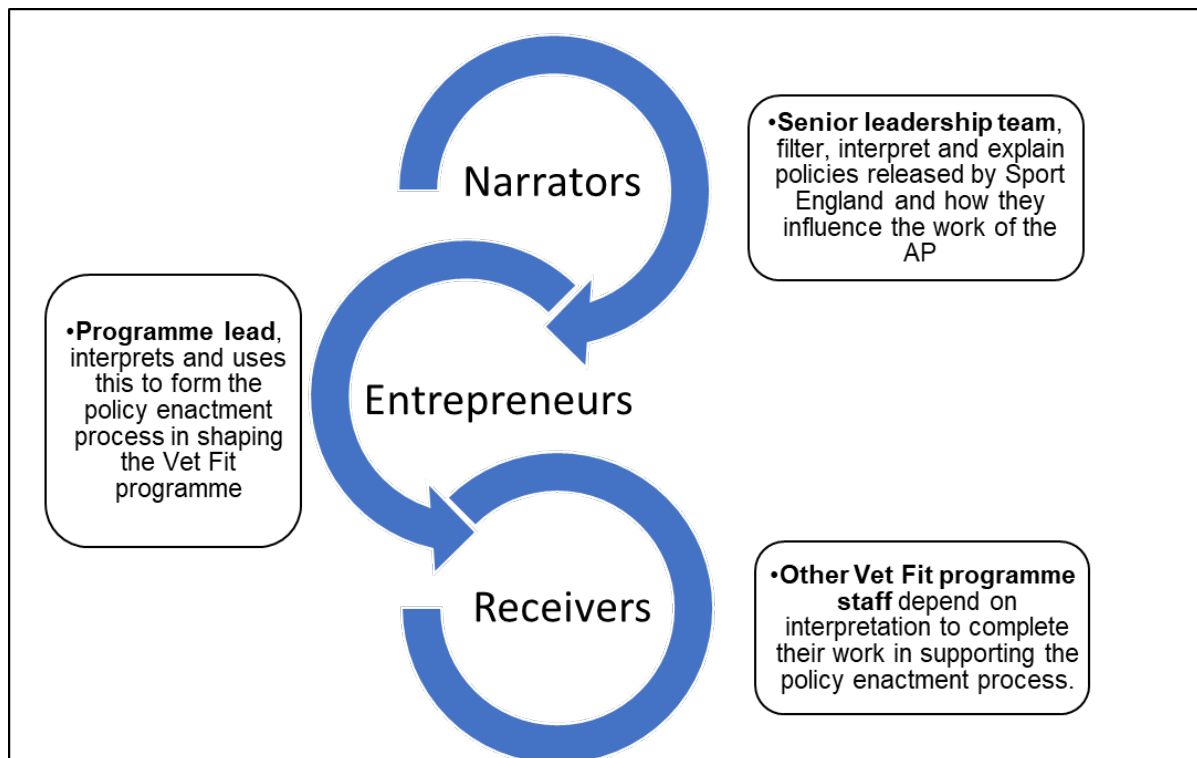 Narrators
•Senior leadership team,
filter, interpret and explain
policies released by Sport
England and how they
influence the work of the
AP
•Programme lead,
interprets and uses
this to form the
policy enactment
process in shaping
the Vet Fit
programme
Entrepreneurs
Receivers
•Other Vet Fit programme
staff depend on
interpretation to complete
their work in supporting the
policy enactment process.